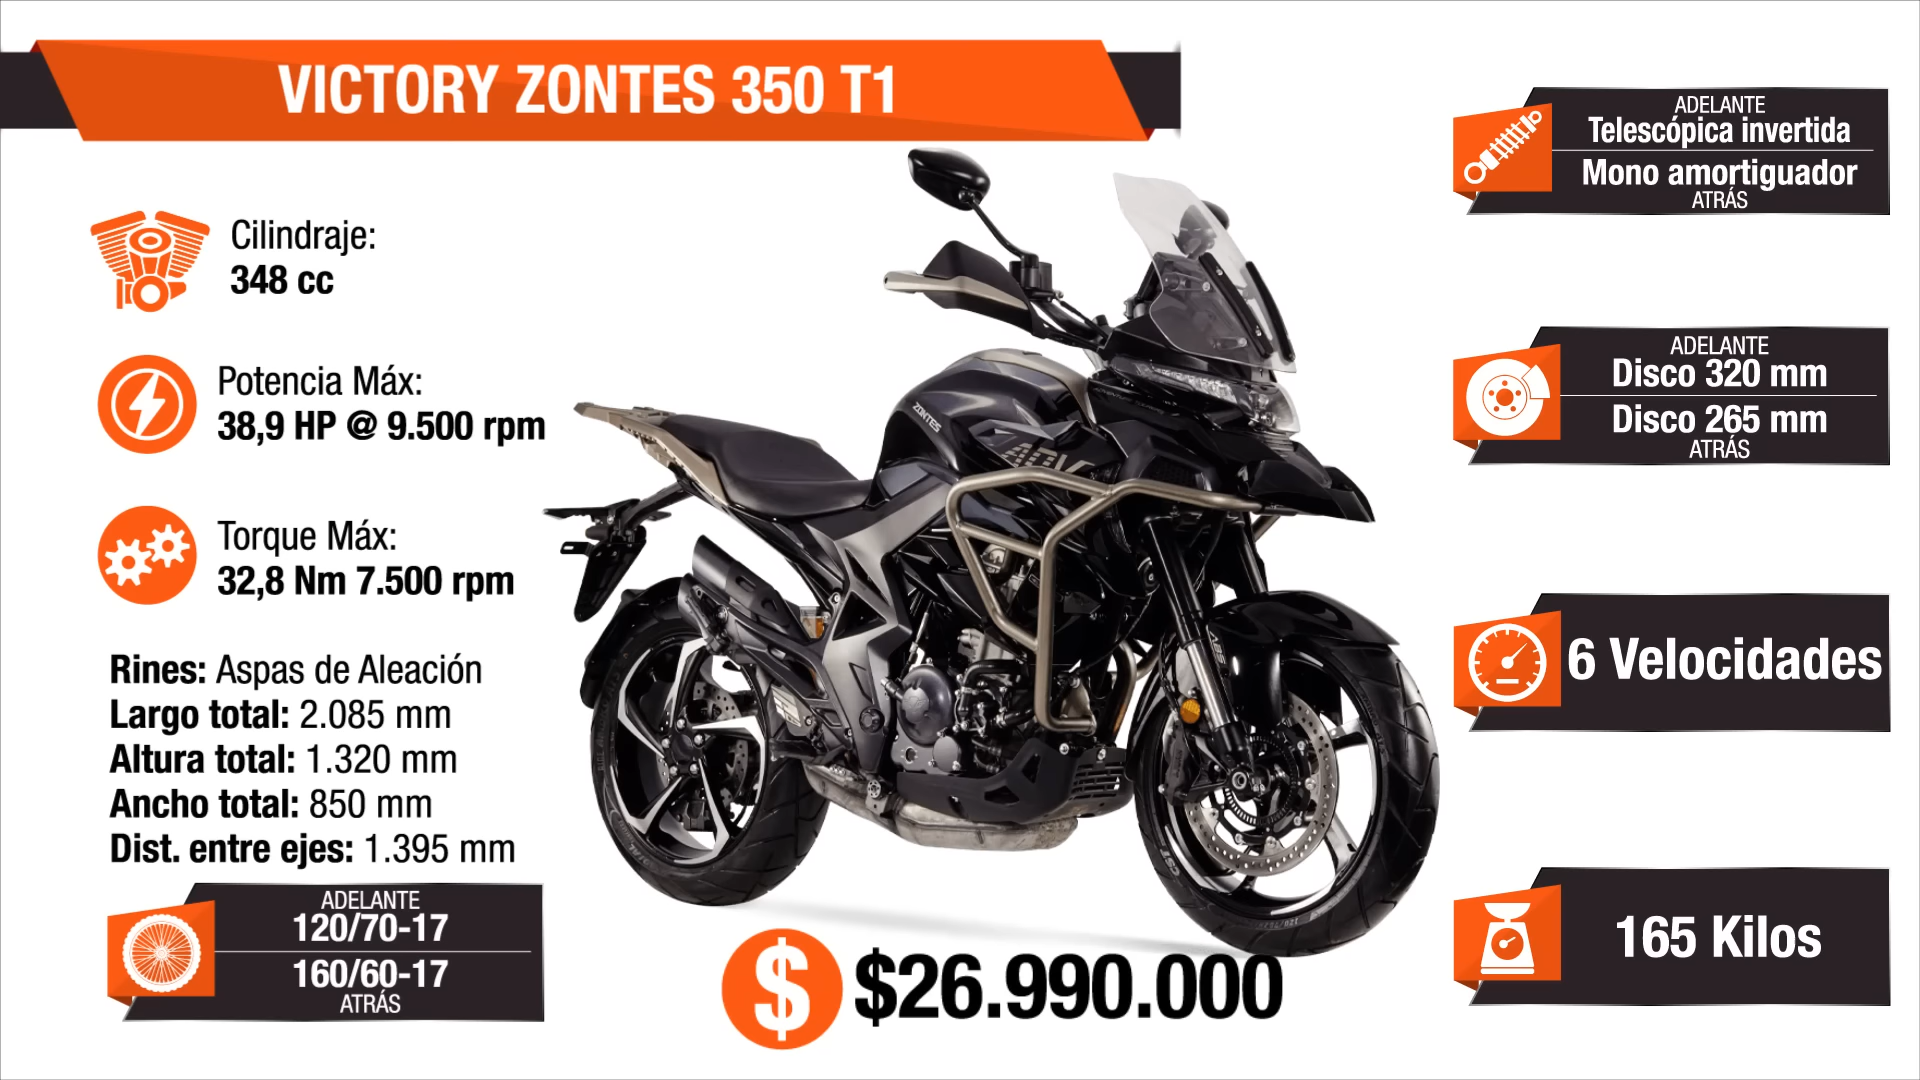 VICTORY ZONTES 350 T1
Cilindraje:
348 cc
Potencia Máx:
38,9 HP @ 9.500 rpm
Torque Máx:
32,8 Nm 7.500 rpm
Rines: Aspas de Aleación
Largo total: 2.085 mm
Altura total: 1.320 mm
Ancho total: 850 mm
Dist. entre ejes: 1.395 mm
ADELANTE
120/70-17
160/60-17
ATRÁS
ZONTES
ADV
ABS
$
$26.990.000
ADELANTE
Telescópica invertida
Mono amortiguador
ATRÁS
ADELANTE
Disco 320 mm
Disco 265 mm
ATRÁS
6 Velocidades
165 Kilos